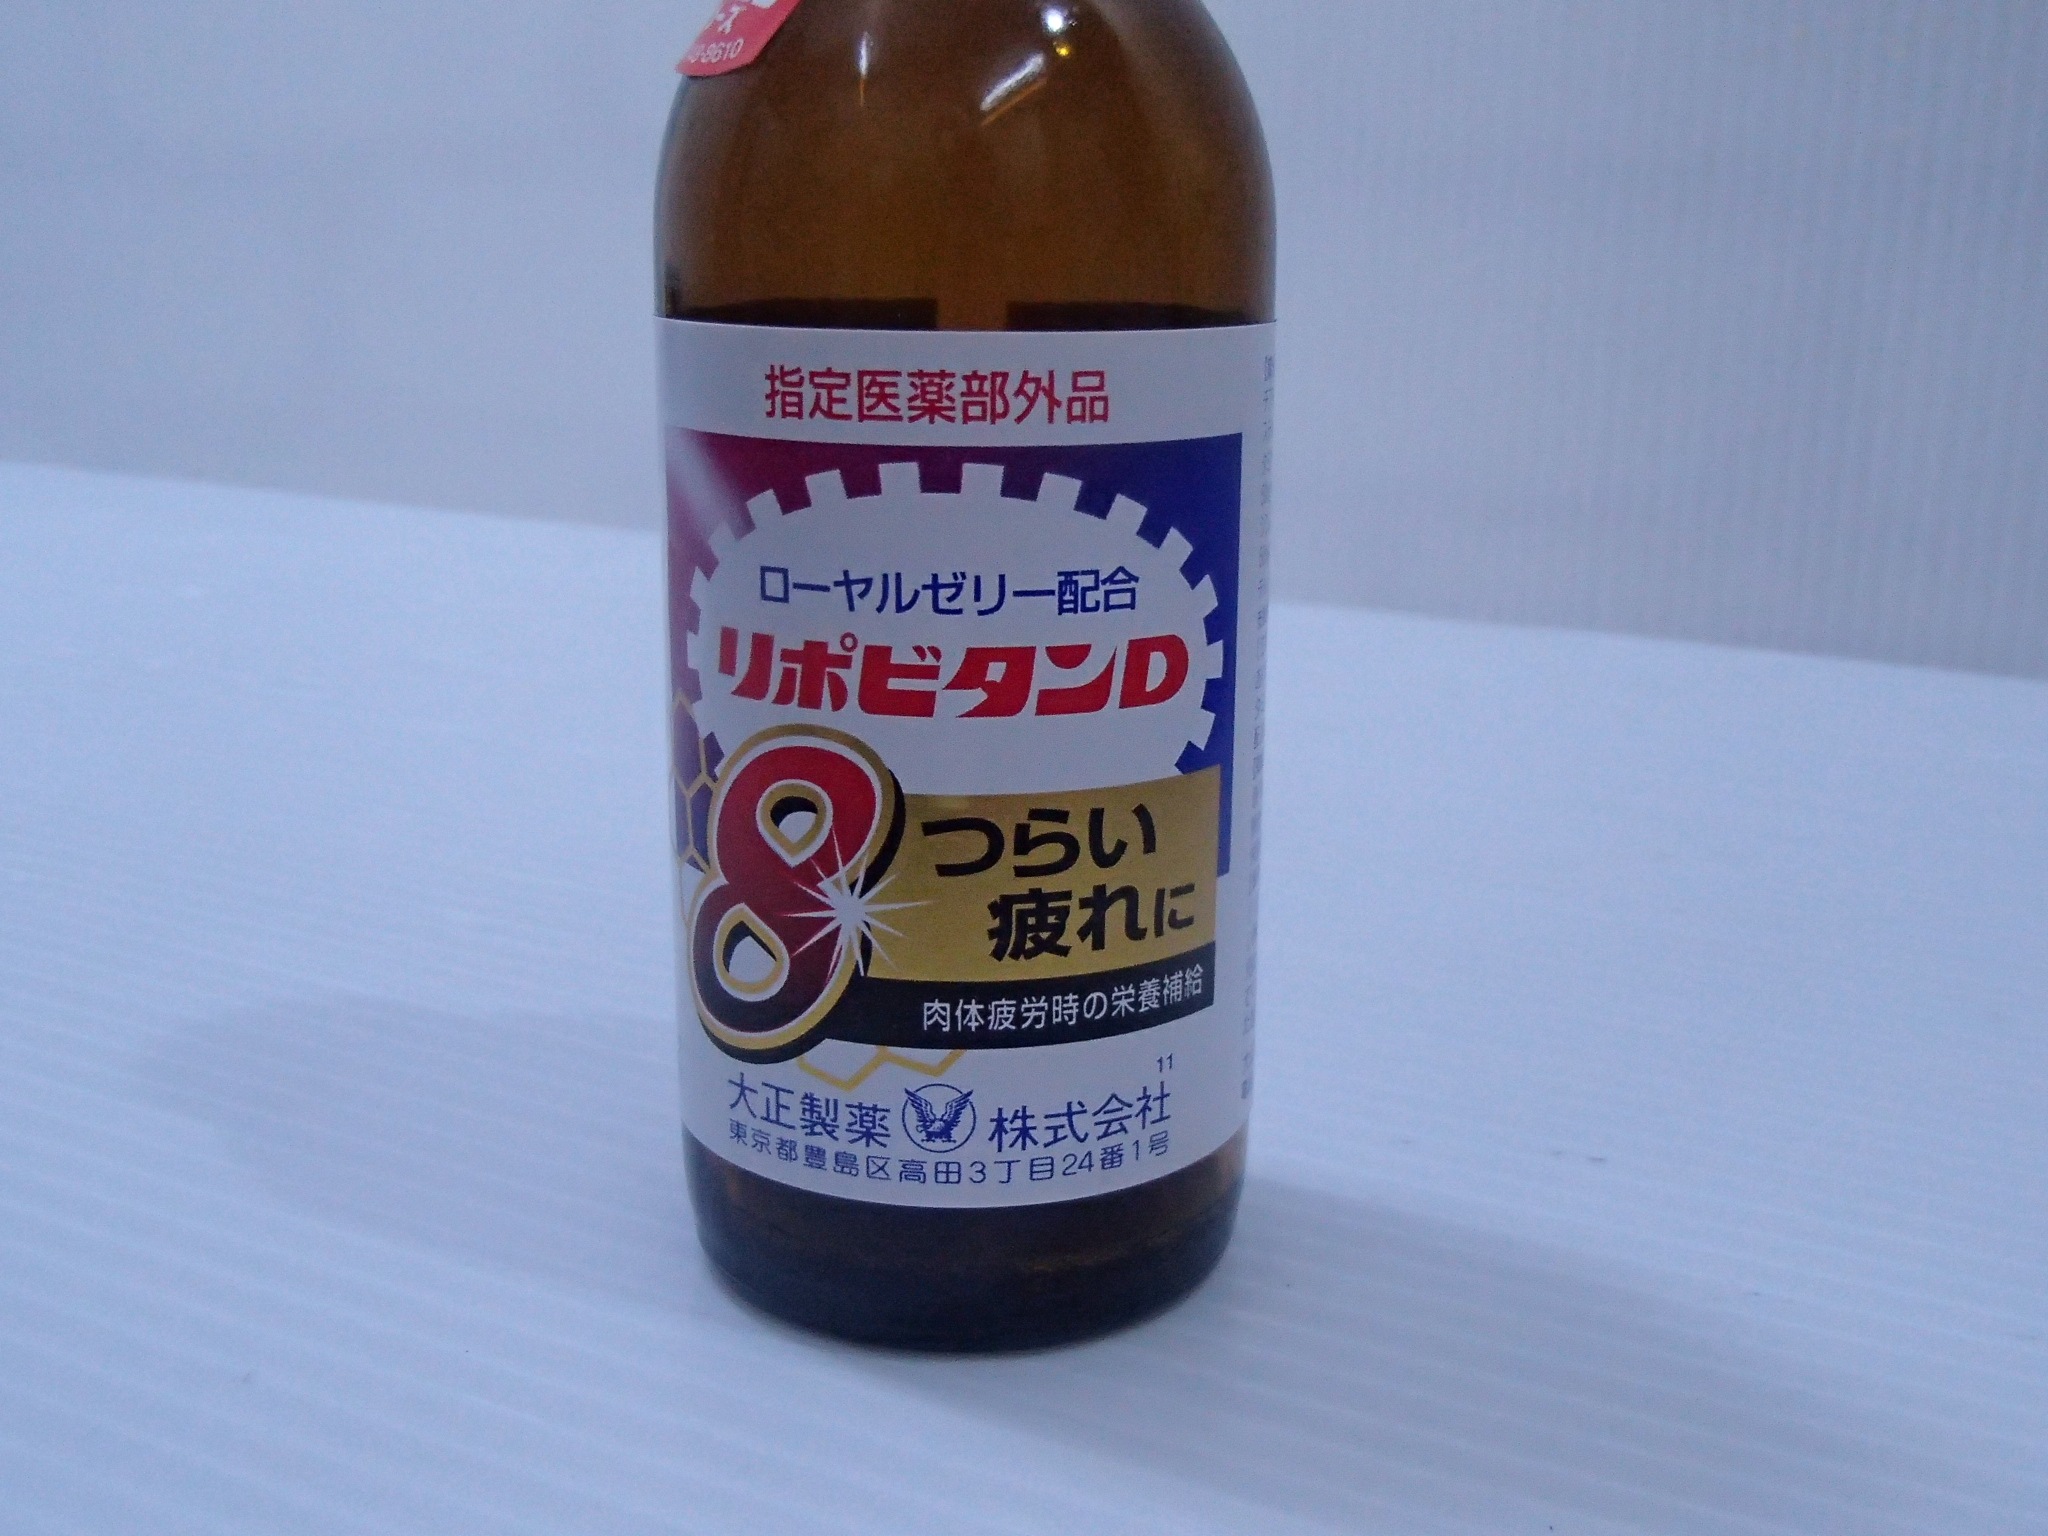 -8610
指定医薬部外品
ローヤルゼリー配合
リポビタンD
8
つらい
疲れに
肉体疲労時の栄養補給
11
大正製薬 株式会社
東京都豊島区高田3丁目24番1号